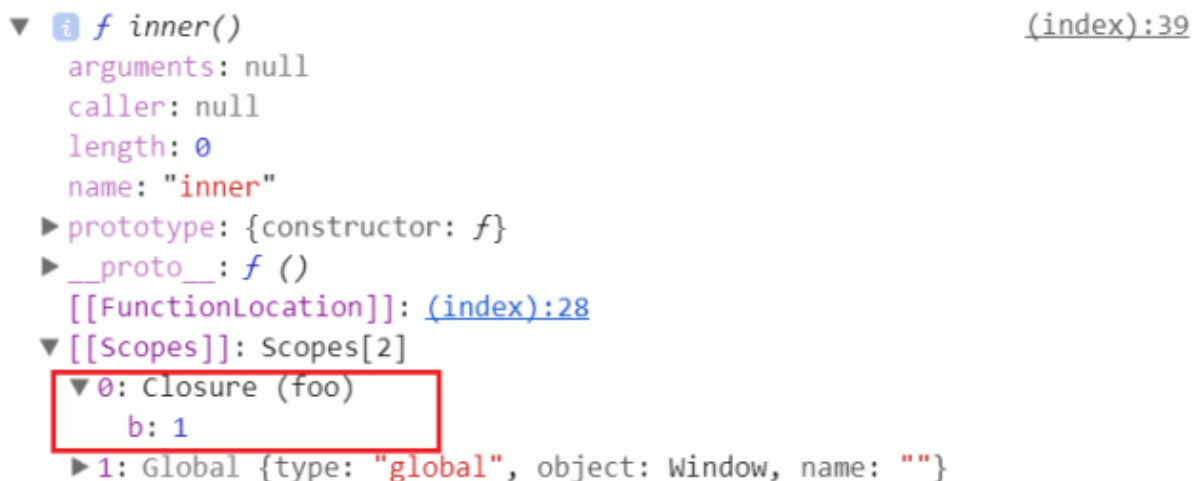 ▼ i f inner() (index):39
arguments: null
caller: null
length: 0
name: "inner"
▶ prototype: {constructor: f}
▶ __proto__: f ()
[[FunctionLocation]]: (index):28
▼ [[Scopes]]: Scopes[2]
▼ 0: Closure (foo)
b: 1
▶ 1: Global {type: "global", object: Window, name: ""}